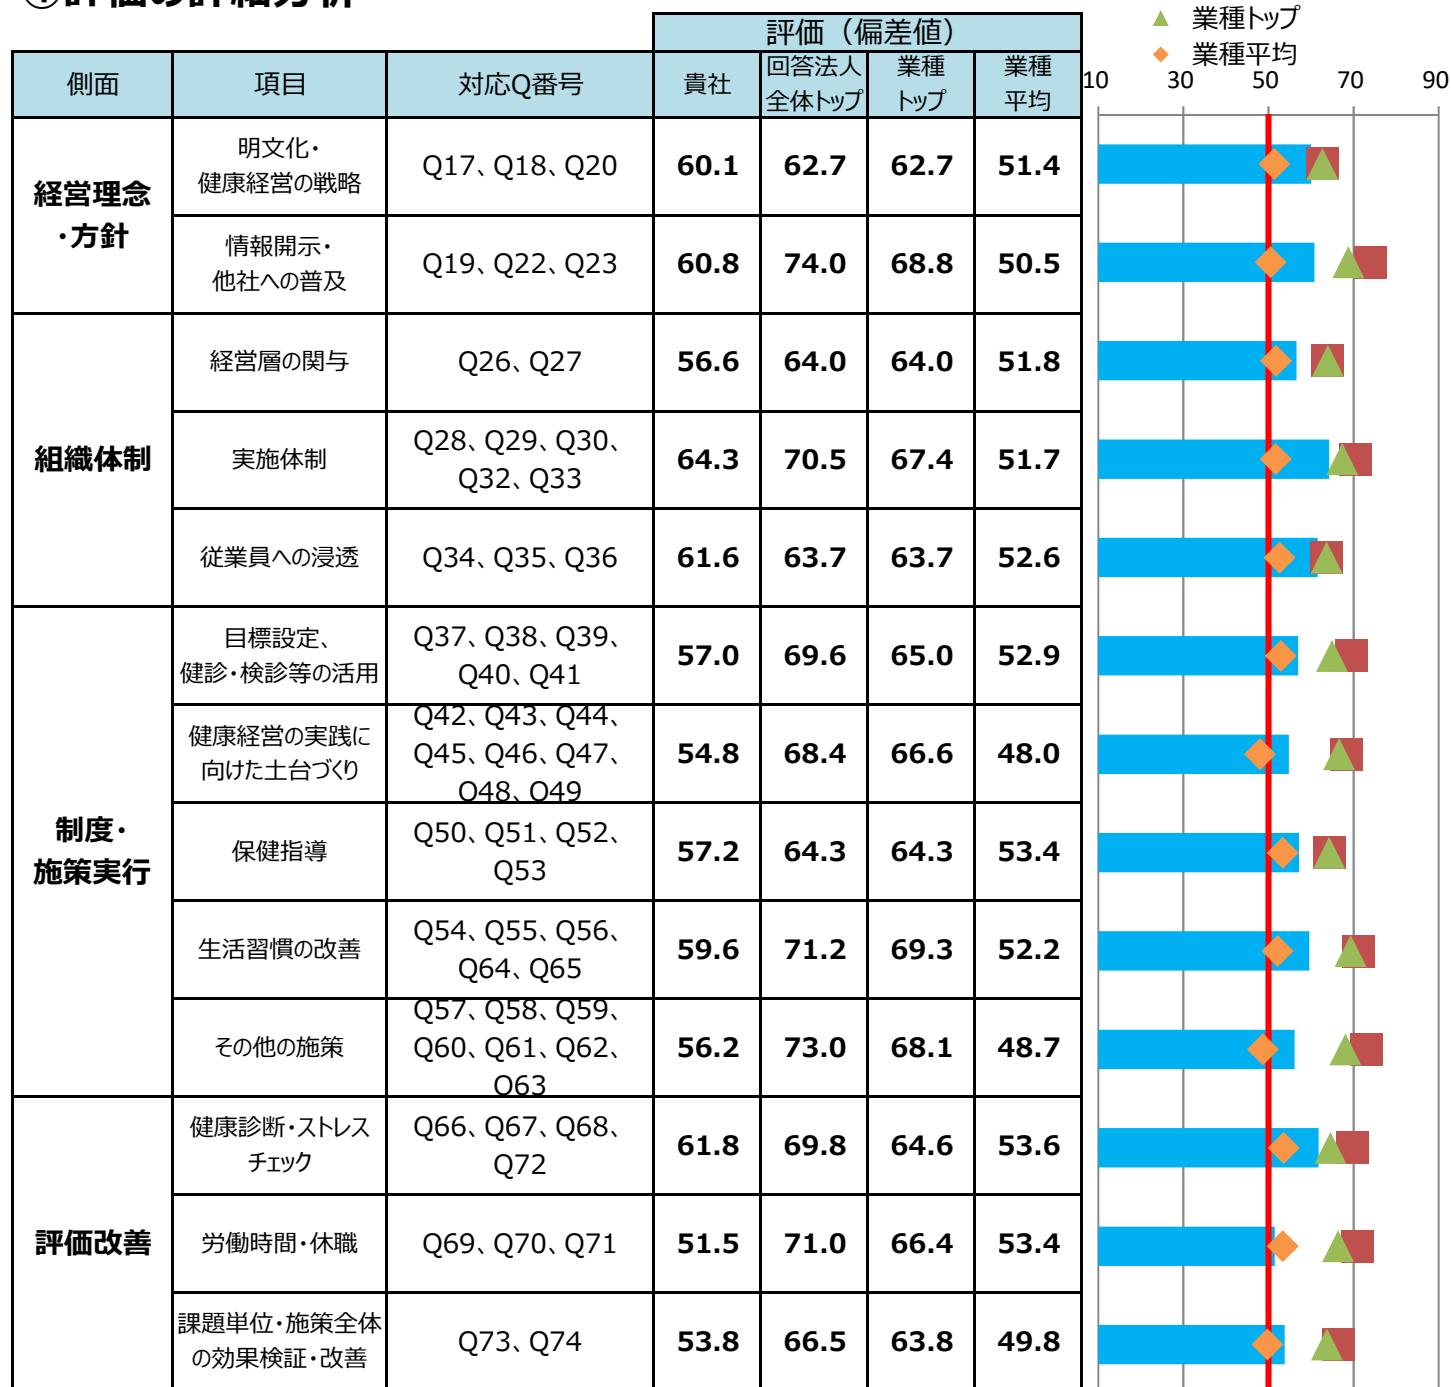 ①評価の詳細分析
▲ 業種トップ
◆ 業種平均
評価（偏差値）
側面 項目 対応Q番号 貴社 回答法人全体トップ 業種トップ 業種平均
10 30 50 70 90
経営理念
・方針
明文化・
健康経営の戦略
Q17、Q18、Q20 60.1 62.7 62.7 51.4
情報開示・
他社への普及
Q19、Q22、Q23 60.8 74.0 68.8 50.5
組織体制
経営層の関与 Q26、Q27 56.6 64.0 64.0 51.8
実施体制
Q28、Q29、Q30、
Q32、Q33
64.3 70.5 67.4 51.7
従業員への浸透 Q34、Q35、Q36 61.6 63.7 63.7 52.6
制度・
施策実行
目標設定、
健診・検診等の活用
Q37、Q38、Q39、
Q40、Q41
57.0 69.6 65.0 52.9
健康経営の実践に
向けた土台づくり
Q42、Q43、Q44、
Q45、Q46、Q47、
Q48、Q49
54.8 68.4 66.6 48.0
保健指導
Q50、Q51、Q52、
Q53
57.2 64.3 64.3 53.4
生活習慣の改善
Q54、Q55、Q56、
Q64、Q65
59.6 71.2 69.3 52.2
その他の施策
Q57、Q58、Q59、
Q60、Q61、Q62、
Q63
56.2 73.0 68.1 48.7
評価改善
健康診断・ストレス
チェック
Q66、Q67、Q68、
Q72
61.8 69.8 64.6 53.6
労働時間・休職 Q69、Q70、Q71 51.5 71.0 66.4 53.4
課題単位・施策全体
の効果検証・改善
Q73、Q74 53.8 66.5 63.8 49.8